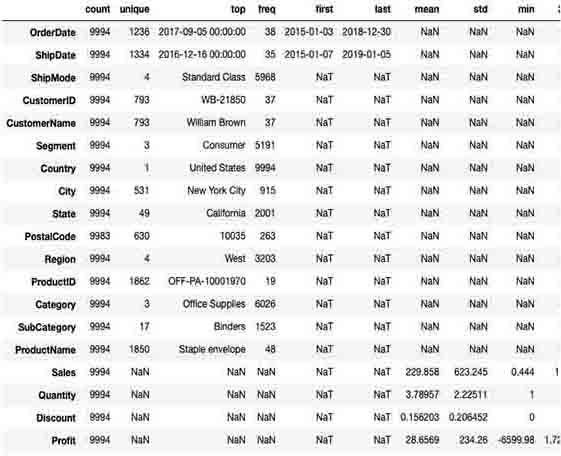 count unique top freq first last mean std min
OrderDate 9994 1236 2017-09-05 00:00:00 38 2015-01-03 2018-12-30 NaN NaN NaN
ShipDate 9994 1334 2016-12-16 00:00:00 35 2015-01-07 2019-01-05 NaN NaN NaN
ShipMode 9994 4 Standard Class 5968 NaT NaT NaN NaN NaN
CustomerID 9994 793 WB-21850 37 NaT NaT NaN NaN NaN
CustomerName 9994 793 William Brown 37 NaT NaT NaN NaN NaN
Segment 9994 3 Consumer 5191 NaT NaT NaN NaN NaN
Country 9994 1 United States 9994 NaT NaT NaN NaN NaN
City 9994 531 New York City 915 NaT NaT NaN NaN NaN
State 9994 49 California 2001 NaT NaT NaN NaN NaN
PostalCode 9983 630 10035 263 NaT NaT NaN NaN NaN
Region 9994 4 West 3203 NaT NaT NaN NaN NaN
ProductID 9994 1862 OFF-PA-10001970 19 NaT NaT NaN NaN NaN
Category 9994 3 Office Supplies 6026 NaT NaT NaN NaN NaN
SubCategory 9994 17 Binders 1523 NaT NaT NaN NaN NaN
ProductName 9994 1850 Staple envelope 48 NaT NaT NaN NaN NaN
Sales 9994 NaN NaN NaN NaT NaT 229.858 623.245 0.444
Quantity 9994 NaN NaN NaN NaT NaT 3.78957 2.22511 1
Discount 9994 NaN NaN NaN NaT NaT 0.156203 0.206452 0
Profit 9994 NaN NaN NaN NaT NaT 28.6569 234.26 -6599.98